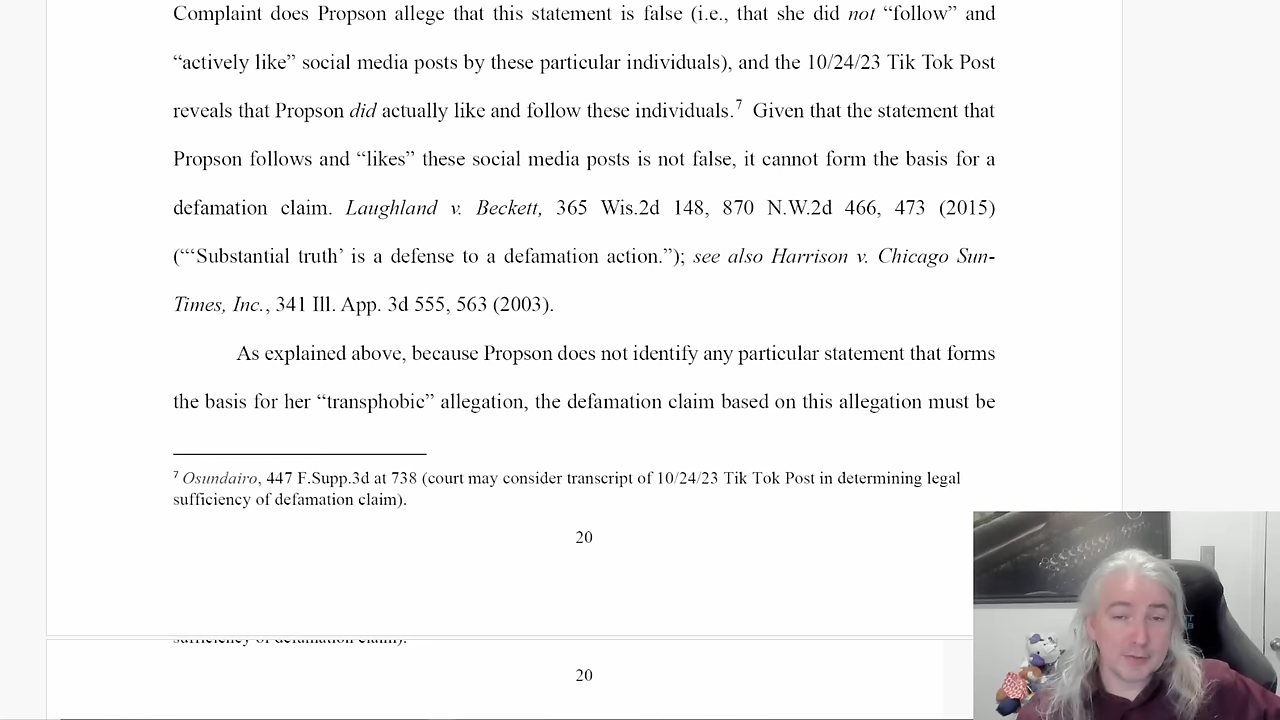 Complaint does Propson allege that this statement is false (i.e., that she did not “follow” and
“actively like” social media posts by these particular individuals), and the 10/24/23 Tik Tok Post
reveals that Propson did actually like and follow these individuals.⁷ Given that the statement that
Propson follows and “likes” these social media posts is not false, it cannot form the basis for a
defamation claim. Laughland v. Beckett, 365 Wis.2d 148, 870 N.W.2d 466, 473 (2015)
(“‘Substantial truth’ is a defense to a defamation action.”); see also Harrison v. Chicago Sun-
Times, Inc., 341 Ill. App. 3d 555, 563 (2003).
As explained above, because Propson does not identify any particular statement that forms
the basis for her “transphobic” allegation, the defamation claim based on this allegation must be
⁷ Osundairo, 447 F.Supp.3d at 738 (court may consider transcript of 10/24/23 Tik Tok Post in determining legal
sufficiency of defamation claim).
20
sufficiency of defamation claim).
20